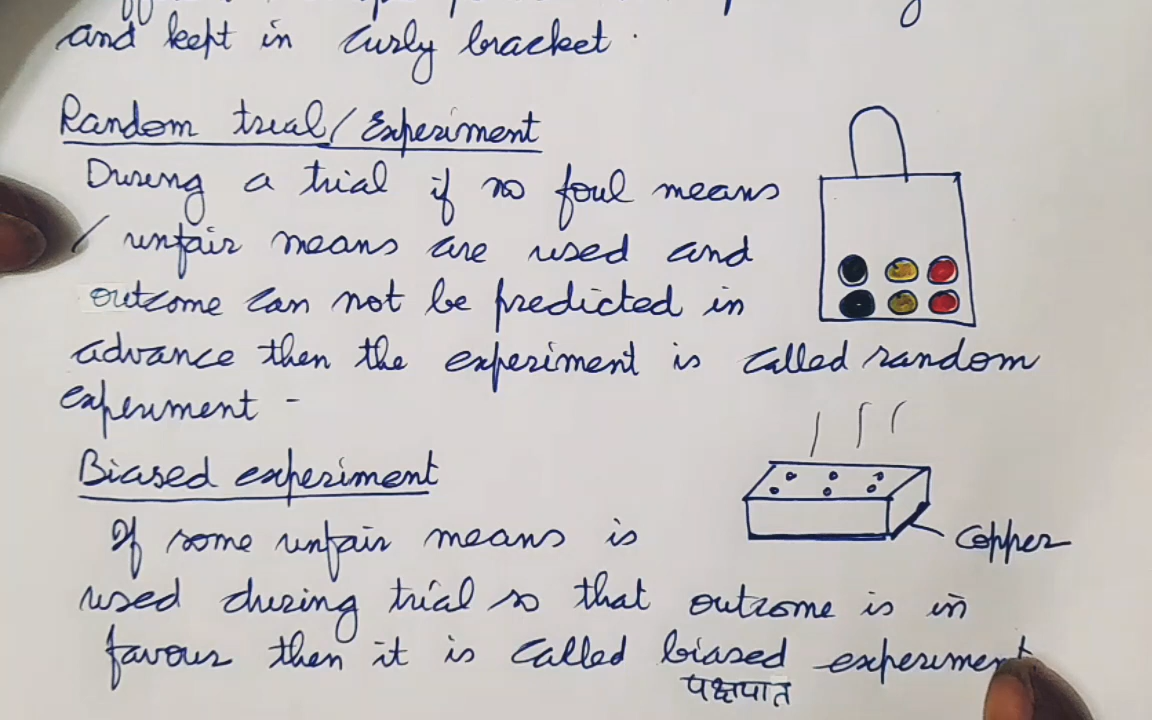 and kept in curly bracket.
Random trial/Experiment
During a trial if no foul means
/ unfair means are used and
outcome can not be predicted in
advance then the experiment is called random
experiment -
Biased experiment
If some unfair means is
Copper
used during trial so that outcome is in
favour then it is called biased experiment
पक्षपात